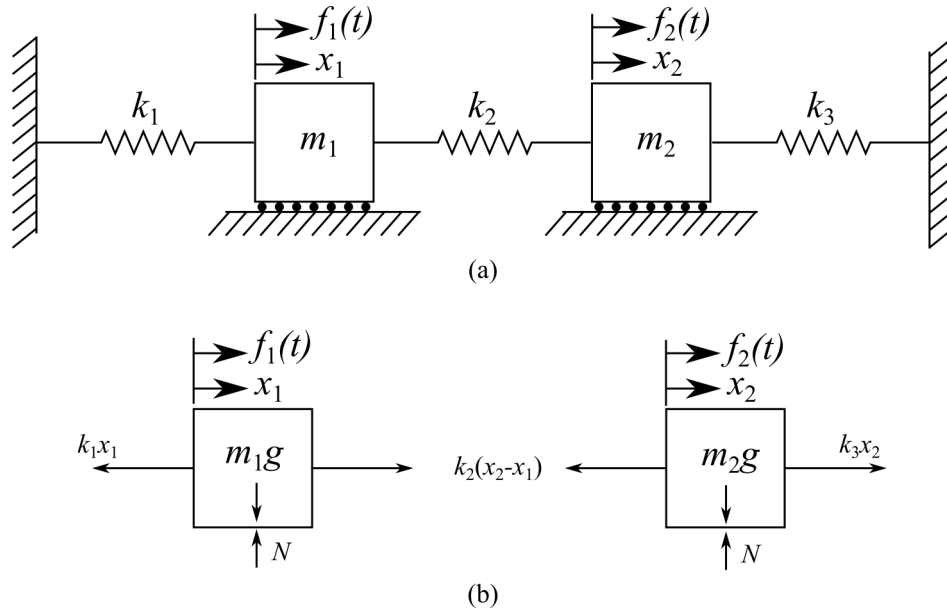 f₁(t) f₂(t)
x₁ x₂
k₁ k₂ k₃
m₁ m₂
(a)
f₁(t) f₂(t)
x₁ x₂
k₁x₁ k₃x₂
m₁g k₂(x₂-x₁) m₂g
N N
(b)